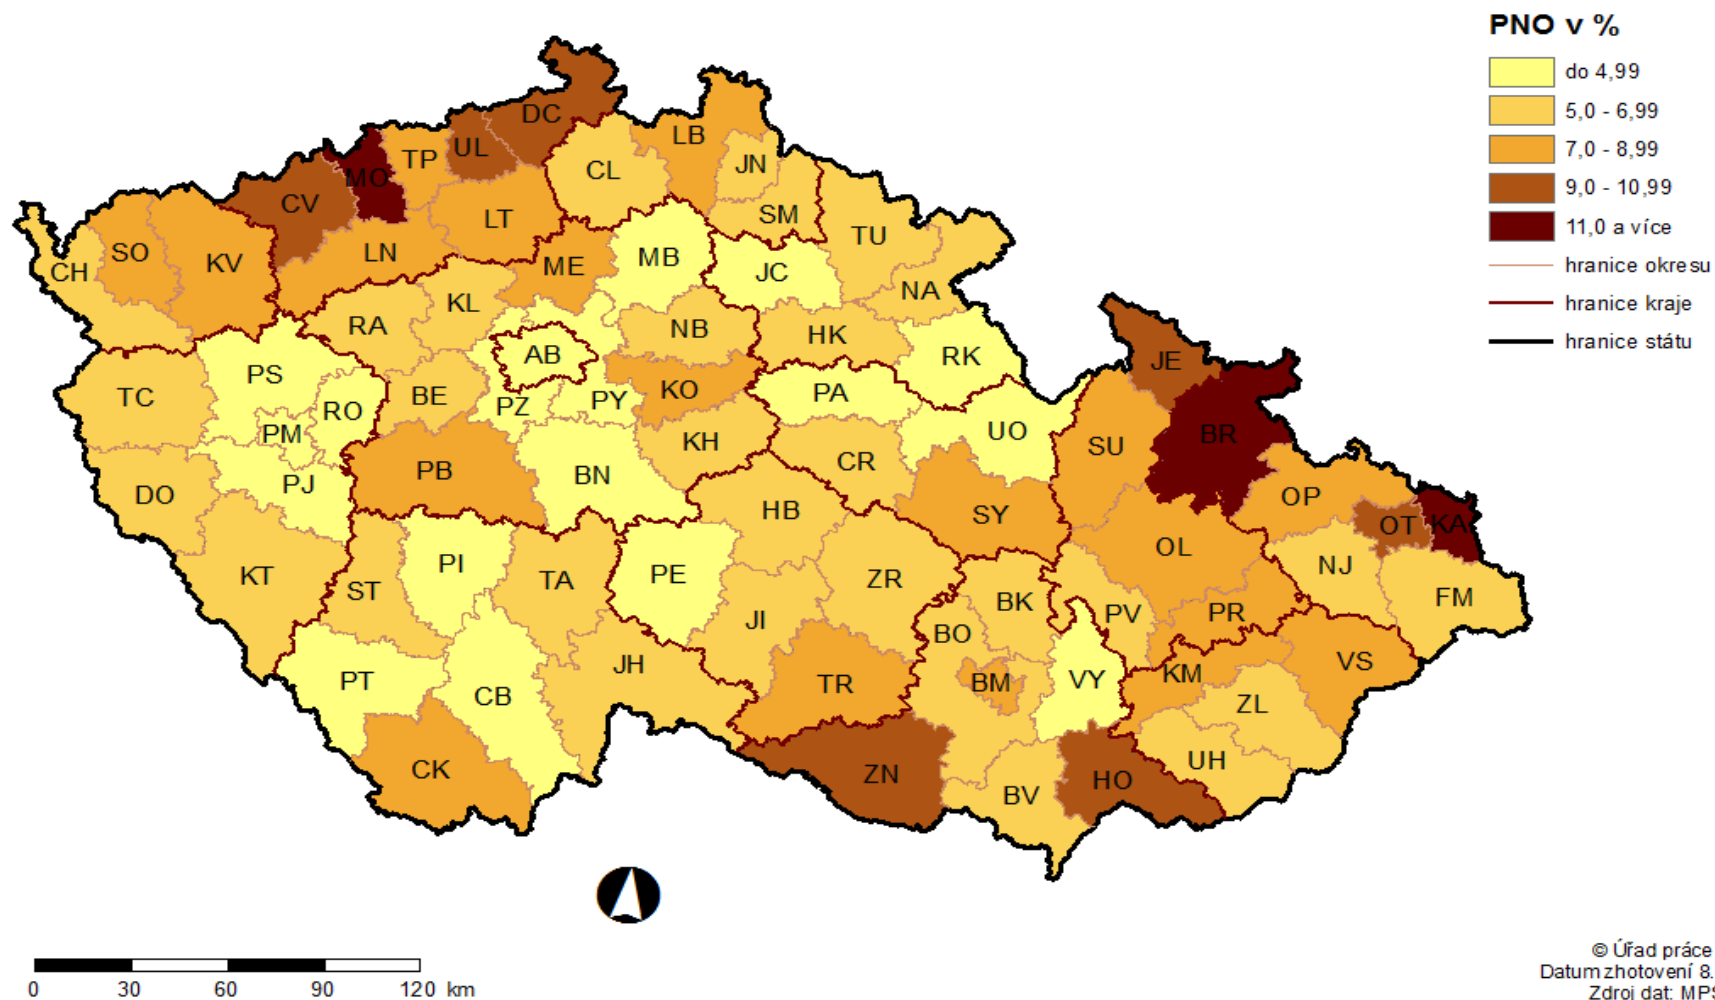 PNO v %
do 4,99
5,0 - 6,99
7,0 - 8,99
9,0 - 10,99
11,0 a více
hranice okresu
hranice kraje
hranice státu
DC
LB
UL
TP
JN
CL
MO
CV
SM
LT
TU
SO
LN
KV
ME
MB
JC
CH
NA
KL
RA
NB
HK
AB
RK
JE
PS
KO
PA
TC
BE
PZ
PY
RO
PM
UO
BR
KH
SU
CR
PB
BN
PJ
DO
OP
HB
SY
OT
KA
OL
PI
NJ
KT
PE
TA
ZR
ST
BK
FM
PV
PR
JI
BO
VS
JH
KM
PT
TR
BM
VY
CB
ZL
UH
CK
ZN
HO
BV
0 30 60 90 120 km
© Úřad práce
Datum zhotovení 8.
Zdroj dat: MPS